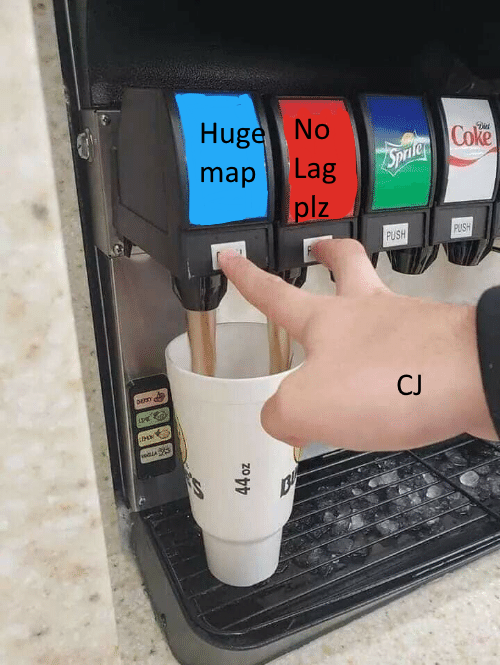 Huge
map
No
Lag
plz
Sprite
Diet
Coke
PUSH
PUSH
CJ
CHERRY
LIME
LEMON
VANILLA
44 oz